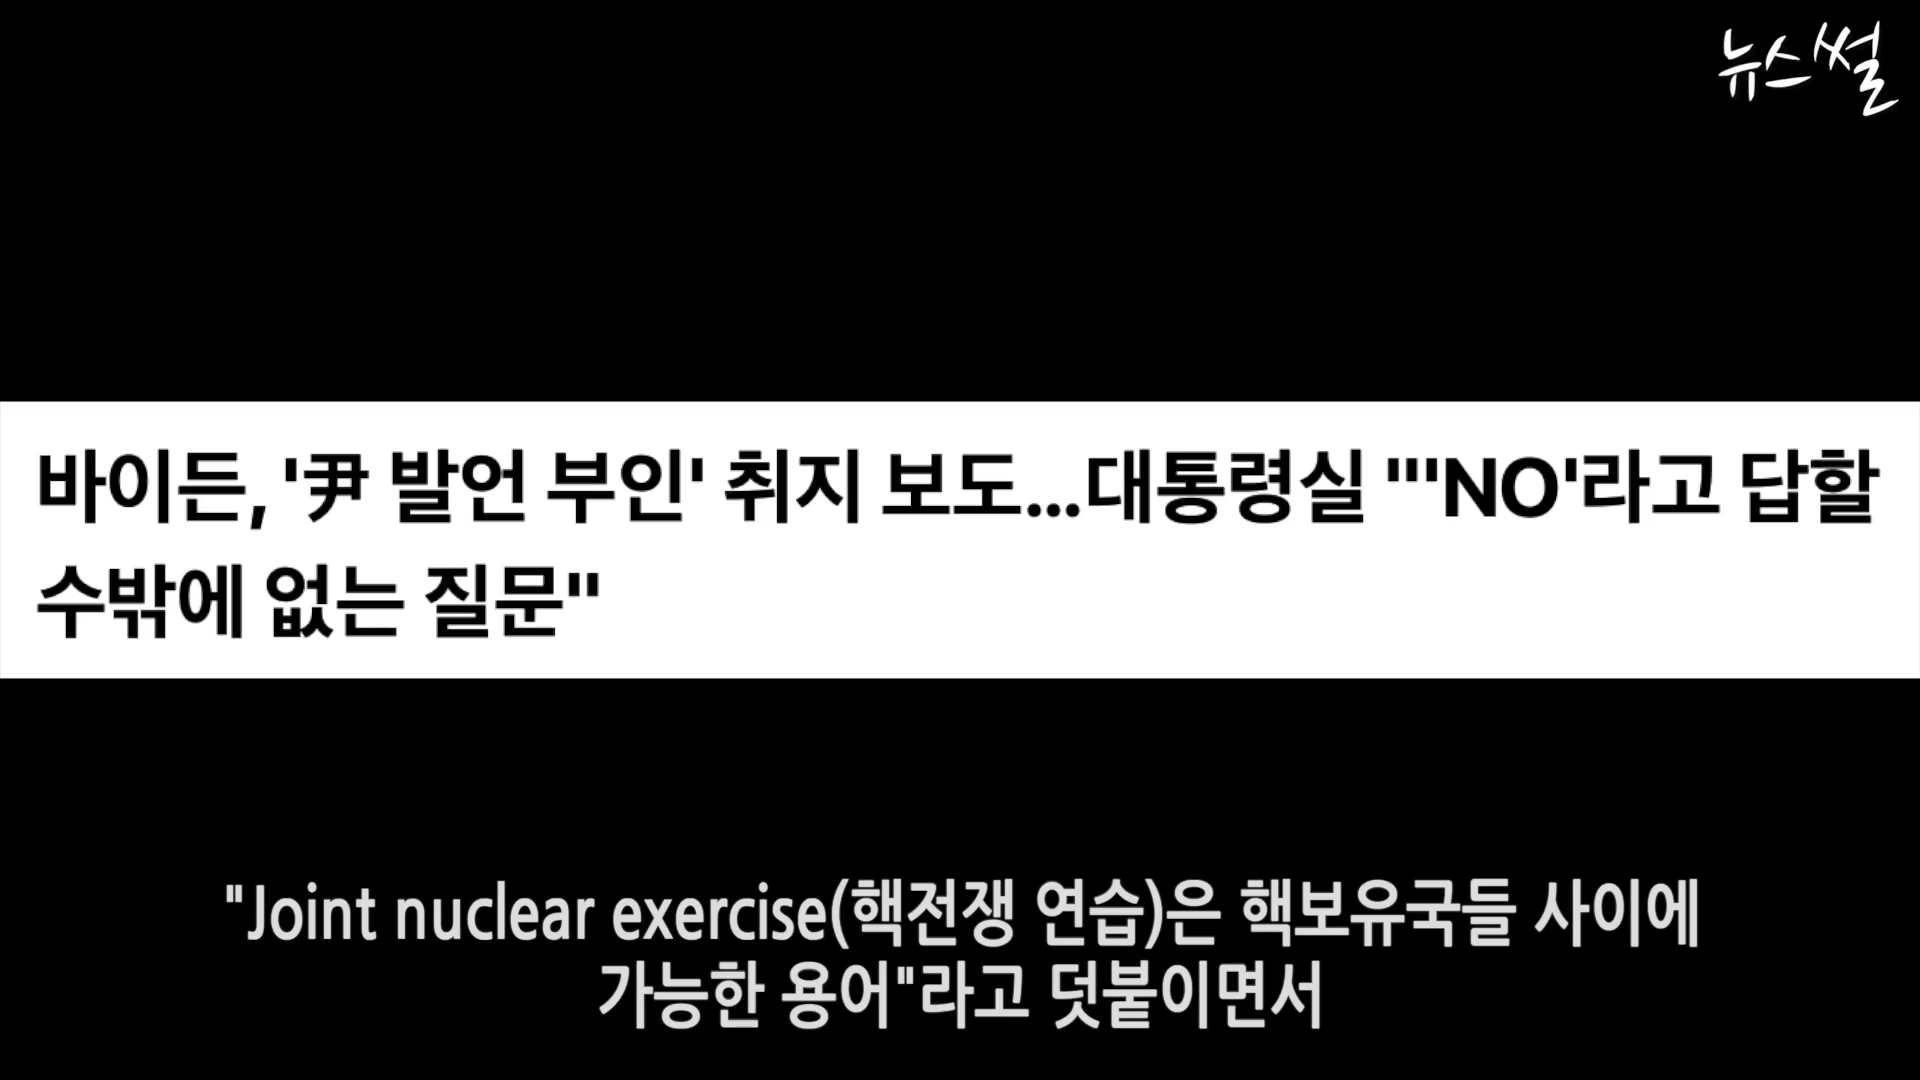 뉴스썰
바이든, '尹 발언 부인' 취지 보도...대통령실 "'NO'라고 답할
수밖에 없는 질문"
"Joint nuclear exercise(핵전쟁 연습)은 핵보유국들 사이에
가능한 용어"라고 덧붙이면서